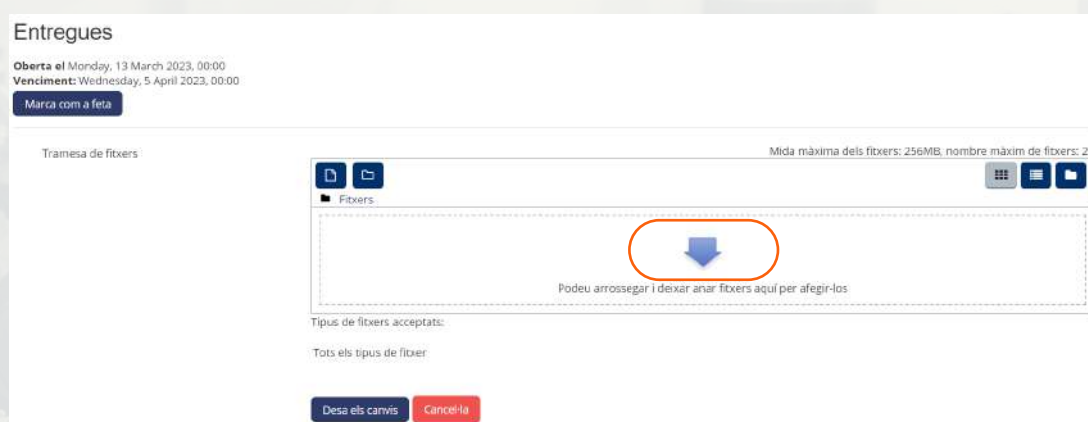 Entregues
Oberta el Monday, 13 March 2023, 00:00
Venciment: Wednesday, 5 April 2023, 00:00
Marca com a feta
Tramesa de fitxers
Mida màxima dels fitxers: 256MB, nombre màxim de fitxers: 2
Fitxers
Podeu arrossegar i deixar anar fitxers aquí per afegir-los
Tipus de fitxers acceptats:
Tots els tipus de fitxer
Desa els canvis Cancel·la